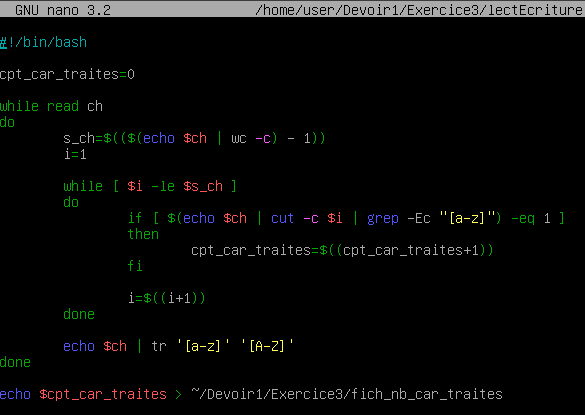 GNU nano 3.2 /home/user/Devoir1/Exercice3/lectEcriture
#!/bin/bash
cpt_car_traites=0
while read ch
do
s_ch=$(($(echo $ch | wc -c) - 1))
i=1
while [ $i -le $s_ch ]
do
if [ $(echo $ch | cut -c $i | grep -Ec "[a-z]") -eq 1 ]
then
cpt_car_traites=$((cpt_car_traites+1))
fi
i=$((i+1))
done
echo $ch | tr '[a-z]' '[A-Z]'
done
echo $cpt_car_traites > ~/Devoir1/Exercice3/fich_nb_car_traites